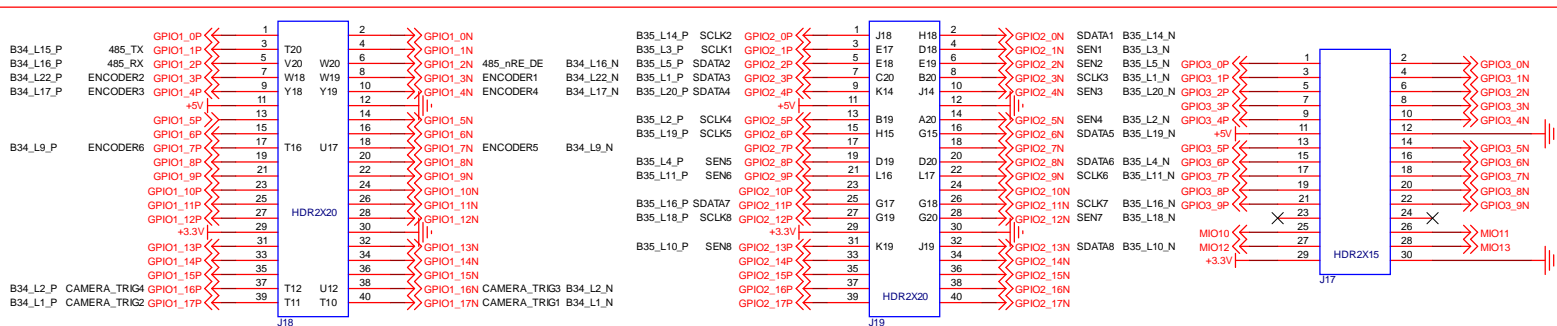 GPIO1_0P 1 2 GPIO1_0N
B34_L15_P 485_TX GPIO1_1P 3 T20 4 GPIO1_1N
B34_L16_P 485_RX GPIO1_2P 5 V20 W20 6 GPIO1_2N 485_nRE_DE B34_L16_N
B34_L22_P ENCODER2 GPIO1_3P 7 W18 W19 8 GPIO1_3N ENCODER1 B34_L22_N
B34_L17_P ENCODER3 GPIO1_4P 9 Y18 Y19 10 GPIO1_4N ENCODER4 B34_L17_N
+5V 11 12
GPIO1_5P 13 14 GPIO1_5N
GPIO1_6P 15 16 GPIO1_6N
B34_L9_P ENCODER6 GPIO1_7P 17 T16 U17 18 GPIO1_7N ENCODER5 B34_L9_N
GPIO1_8P 19 20 GPIO1_8N
GPIO1_9P 21 22 GPIO1_9N
GPIO1_10P 23 24 GPIO1_10N
GPIO1_11P 25 26 GPIO1_11N
GPIO1_12P 27 HDR2X20 28 GPIO1_12N
+3.3V 29 30
GPIO1_13P 31 32 GPIO1_13N
GPIO1_14P 33 34 GPIO1_14N
GPIO1_15P 35 36 GPIO1_15N
B34_L2_P CAMERA_TRIG4 GPIO1_16P 37 T12 U12 38 GPIO1_16N CAMERA_TRIG3 B34_L2_N
B34_L1_P CAMERA_TRIG2 GPIO1_17P 39 T11 T10 40 GPIO1_17N CAMERA_TRIG1 B34_L1_N
J18
B35_L14_P SCLK2 GPIO2_0P 1 J18 H18 2 GPIO2_0N SDATA1 B35_L14_N
B35_L3_P SCLK1 GPIO2_1P 3 E17 D18 4 GPIO2_1N SEN1 B35_L3_N
B35_L5_P SDATA2 GPIO2_2P 5 E18 E19 6 GPIO2_2N SEN2 B35_L5_N
B35_L1_P SDATA3 GPIO2_3P 7 C20 B20 8 GPIO2_3N SCLK3 B35_L1_N
B35_L20_P SDATA4 GPIO2_4P 9 K14 J14 10 GPIO2_4N SEN3 B35_L20_N
+5V 11 12
B35_L2_P SCLK4 GPIO2_5P 13 B19 A20 14 GPIO2_5N SEN4 B35_L2_N
B35_L19_P SCLK5 GPIO2_6P 15 H15 G15 16 GPIO2_6N SDATA5 B35_L19_N
GPIO2_7P 17 18 GPIO2_7N
B35_L4_P SEN5 GPIO2_8P 19 D19 D20 20 GPIO2_8N SDATA6 B35_L4_N
B35_L11_P SEN6 GPIO2_9P 21 L16 L17 22 GPIO2_9N SCLK6 B35_L11_N
GPIO2_10P 23 24 GPIO2_10N
B35_L16_P SDATA7 GPIO2_11P 25 G17 G18 26 GPIO2_11N SCLK7 B35_L16_N
B35_L18_P SCLK8 GPIO2_12P 27 G19 G20 28 GPIO2_12N SEN7 B35_L18_N
+3.3V 29 30
B35_L10_P SEN8 GPIO2_13P 31 K19 J19 32 GPIO2_13N SDATA8 B35_L10_N
GPIO2_14P 33 34 GPIO2_14N
GPIO2_15P 35 36 GPIO2_15N
GPIO2_16P 37 38 GPIO2_16N
GPIO2_17P 39 HDR2X20 40 GPIO2_17N
J19
GPIO3_0P 1 2 GPIO3_0N
GPIO3_1P 3 4 GPIO3_1N
GPIO3_2P 5 6 GPIO3_2N
GPIO3_3P 7 8 GPIO3_3N
GPIO3_4P 9 10 GPIO3_4N
+5V 11 12
GPIO3_5P 13 14 GPIO3_5N
GPIO3_6P 15 16 GPIO3_6N
GPIO3_7P 17 18 GPIO3_7N
GPIO3_8P 19 20 GPIO3_8N
GPIO3_9P 21 22 GPIO3_9N
23 24
MIO10 25 26 MIO11
MIO12 27 28 MIO13
+3.3V 29 HDR2X15 30
J17